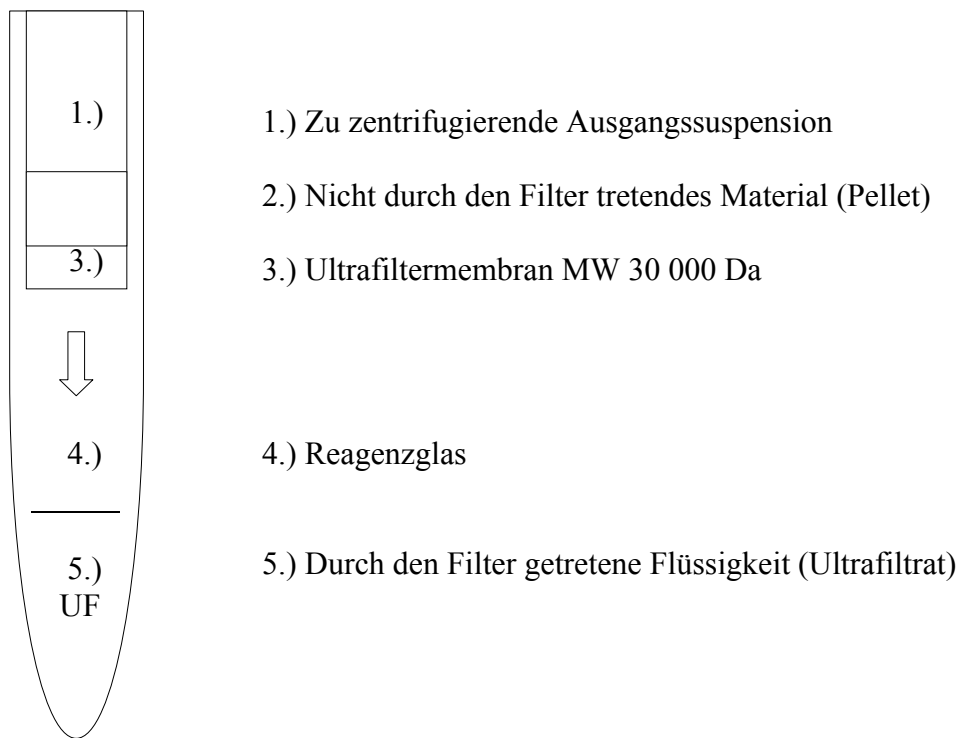 1.)
1.) Zu zentrifugierende Ausgangssuspension
2.) Nicht durch den Filter tretendes Material (Pellet)
3.)
3.) Ultrafiltermembran MW 30 000 Da
4.)
4.) Reagenzglas
5.)
UF
5.) Durch den Filter getretene Flüssigkeit (Ultrafiltrat)